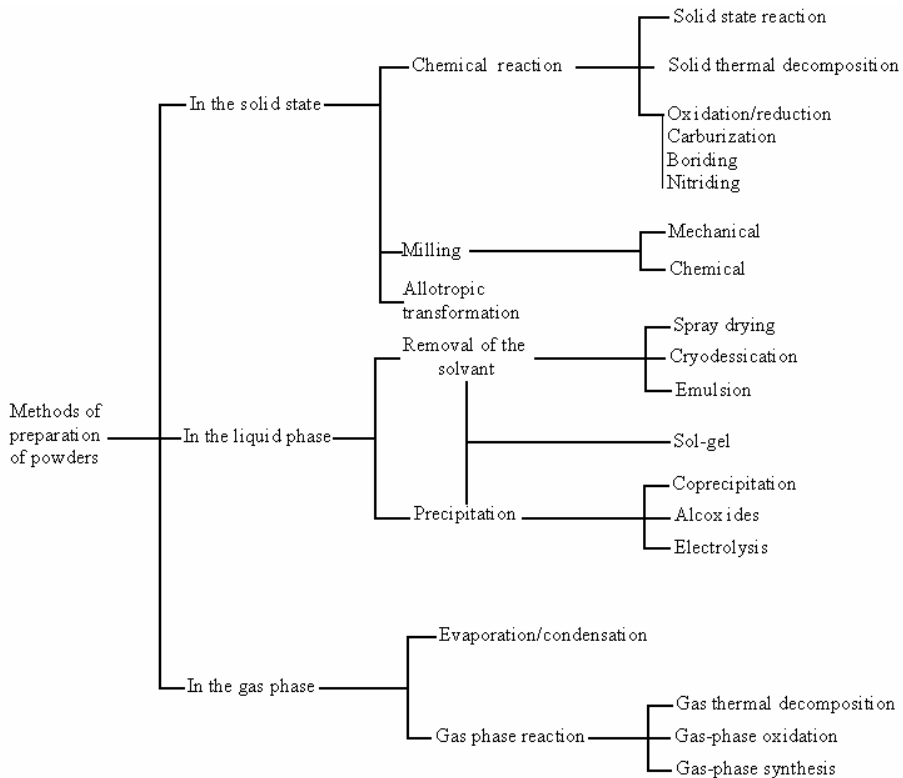 Solid state reaction
Chemical reaction
Solid thermal decomposition
In the solid state
Oxidation/reduction
Carburization
Boriding
Nitriding
Mechanical
Milling
Chemical
Allotropic
transformation
Spray drying
Removal of the
solvant
Cryodessication
Emulsion
Methods of
preparation
of powders
In the liquid phase
Sol-gel
Coprecipitation
Precipitation
Alcoxides
Electrolysis
Evaporation/condensation
In the gas phase
Gas thermal decomposition
Gas phase reaction
Gas-phase oxidation
Gas-phase synthesis